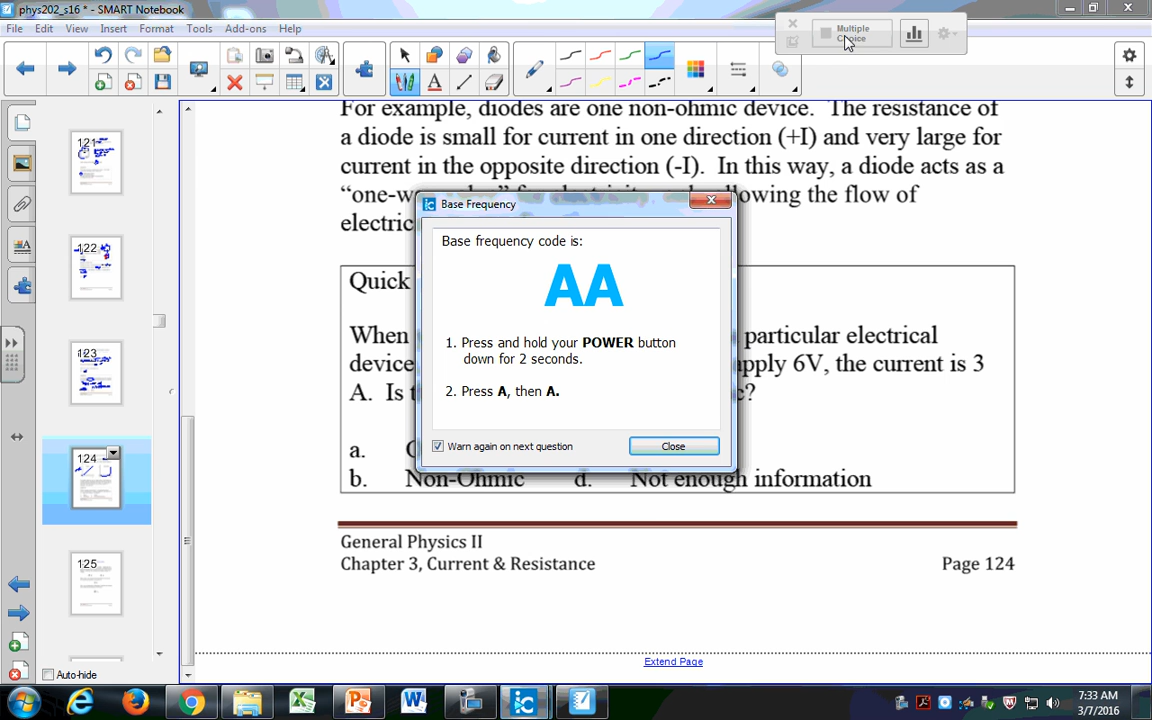 phys202_s16 * - SMART Notebook
File Edit View Insert Format Tools Add-ons Help
Multiple
Choice
121
122
123
124
125
Auto-hide
For example, diodes are one non-ohmic device. The resistance of
a diode is small for current in one direction (+I) and very large for
current in the opposite direction (-I). In this way, a diode acts as a
electric
Quick
When particular electrical
device apply 6V, the current is 3
A. Is
a.
b. Non-Ohmic d. Not enough information
Base Frequency
Base frequency code is:
AA
1. Press and hold your POWER button
down for 2 seconds.
2. Press A, then A.
Warn again on next question Close
General Physics II
Chapter 3, Current & Resistance Page 124
Extend Page
7:33 AM
3/7/2016